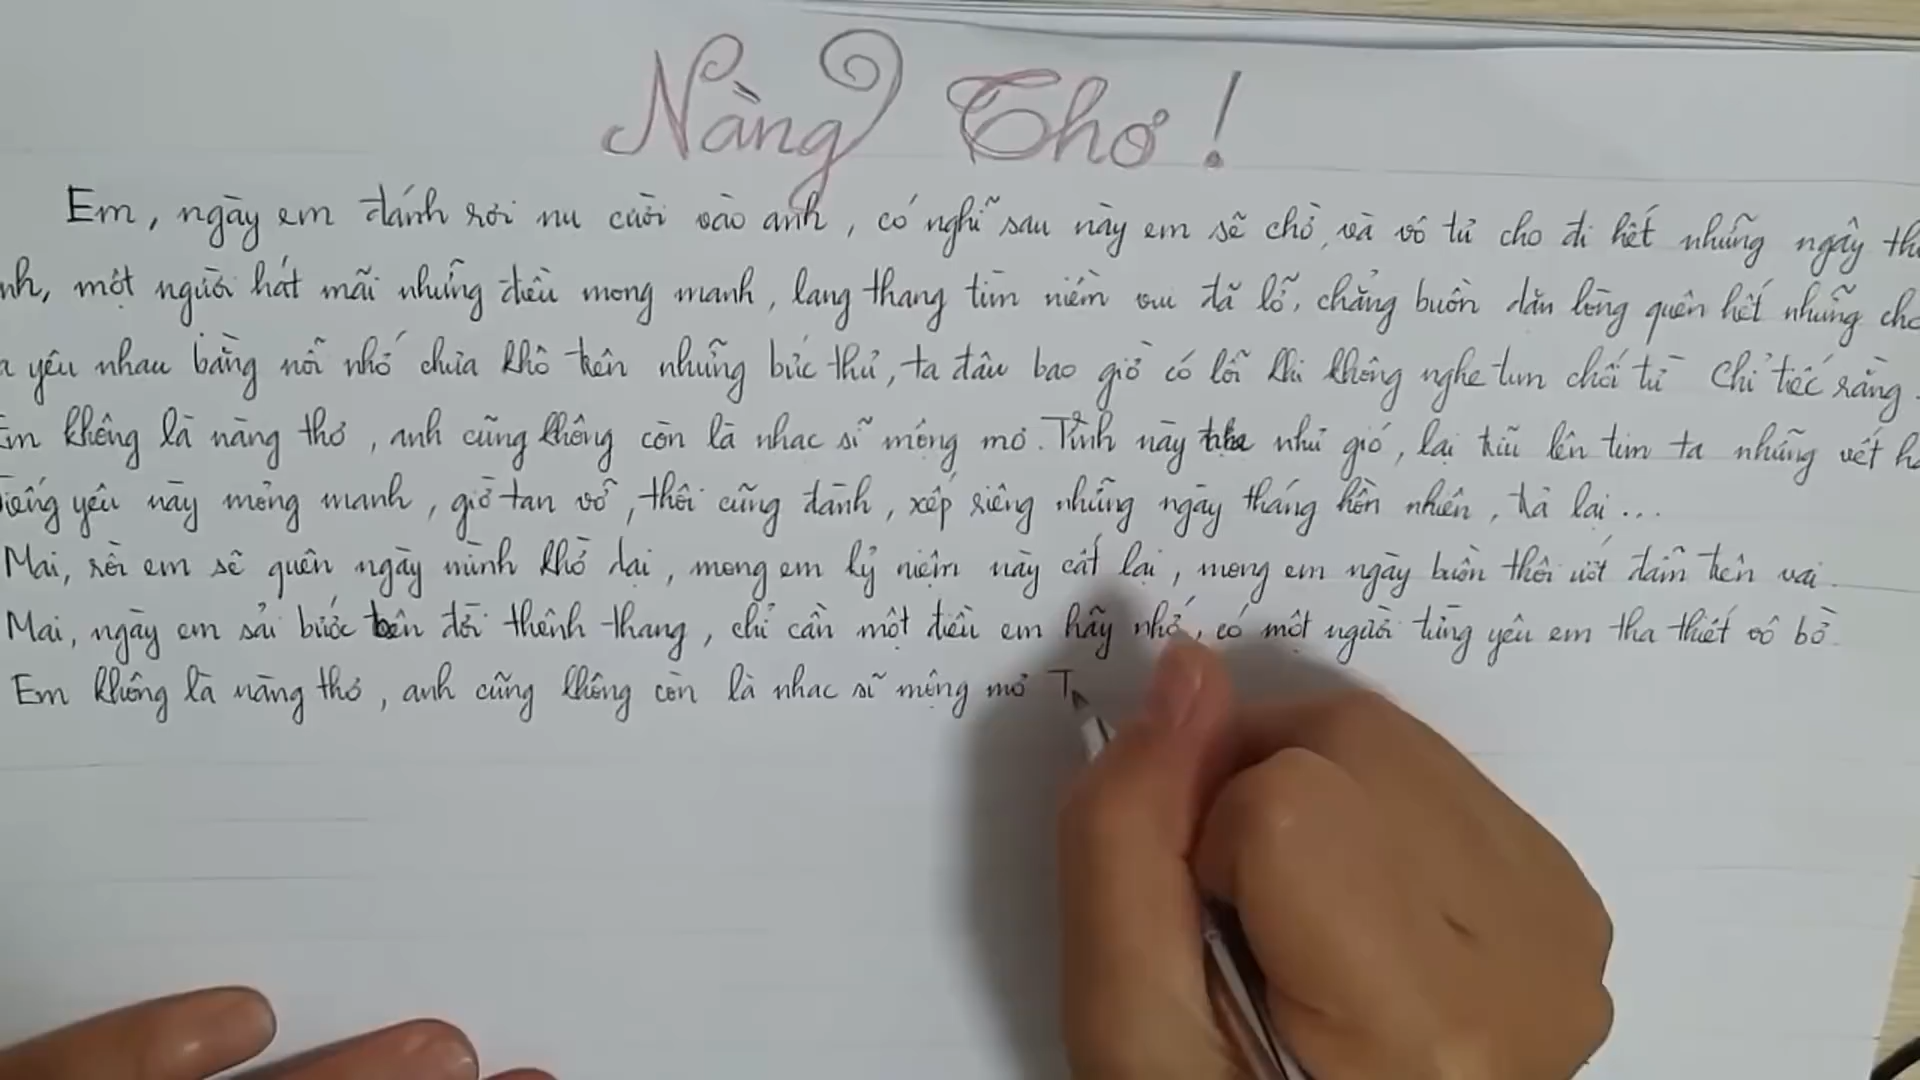 Nàng Thơ!
Em, ngày em đánh rơi nụ cười vào anh, có nghĩ sau này em sẽ chờ, và vô tư cho đi hết những ngây th
nh, một người hát mãi những điều mong manh, lang thang tìm niềm vui đã lỡ, chẳng buồn dặn lòng quên hết những ch
a yêu nhau bằng nỗi nhớ chưa khô trên những bức thư, ta đâu bao giờ có lỗi khi không nghe tim chối từ Chỉ tiếc rằng
Em không là nàng thơ, anh cũng không còn là nhạc sĩ mộng mơ. Tình này như gió, lại trĩu lên tim ta những vết h
Tiếng yêu này mỏng manh, giờ tan vỡ, thôi cũng đành, xếp riêng những ngày tháng hồn nhiên, trả lại...
Mai, rồi em sẽ quên ngày mình khờ dại, mong em kỷ niệm này cất lại, mong em ngày buồn thôi ướt đẫm trên vai.
Mai, ngày em sải bước bên đời thênh thang, chỉ cần một điều em hãy nhớ, có một người từng yêu em tha thiết vô bờ
Em không là nàng thơ, anh cũng không còn là nhạc sĩ mộng mơ T